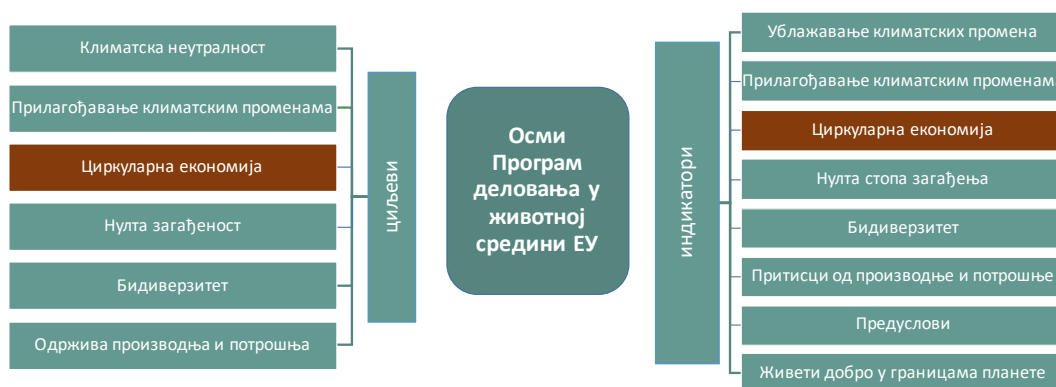 Климатска неутралност
Прилагођавање климатским променама
Циркуларна економија
Нулта загађеност
Бидиверзитет
Одржива производња и потрошња
циљеви
Осми
Програм
деловања у
животној
средини ЕУ
индикатори
Ублажавање климатских промена
Прилагођавање климатским променама
Циркуларна економија
Нулта стопа загађења
Бидиверзитет
Притисци од производње и потрошње
Предуслови
Живети добро у границама планете